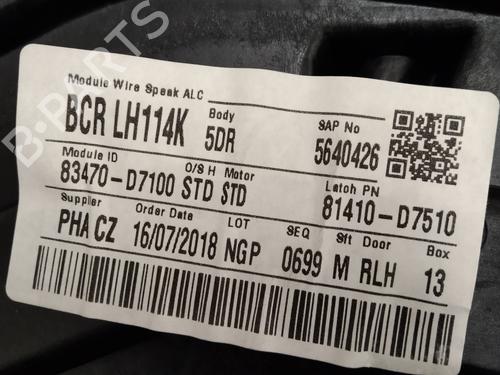 Module Wire Speak ALC
BCR LH114K
Body
5DR
SAP No
5640426
Module ID
O/S H Motor
Latch PN
83470-D7100 STD STD
81410-D7510
Supplier
Order Date
LOT
SEQ
Sft Door
Box
PHA CZ
16/07/2018
NGP
0699
M RLH
13
B-PARTS